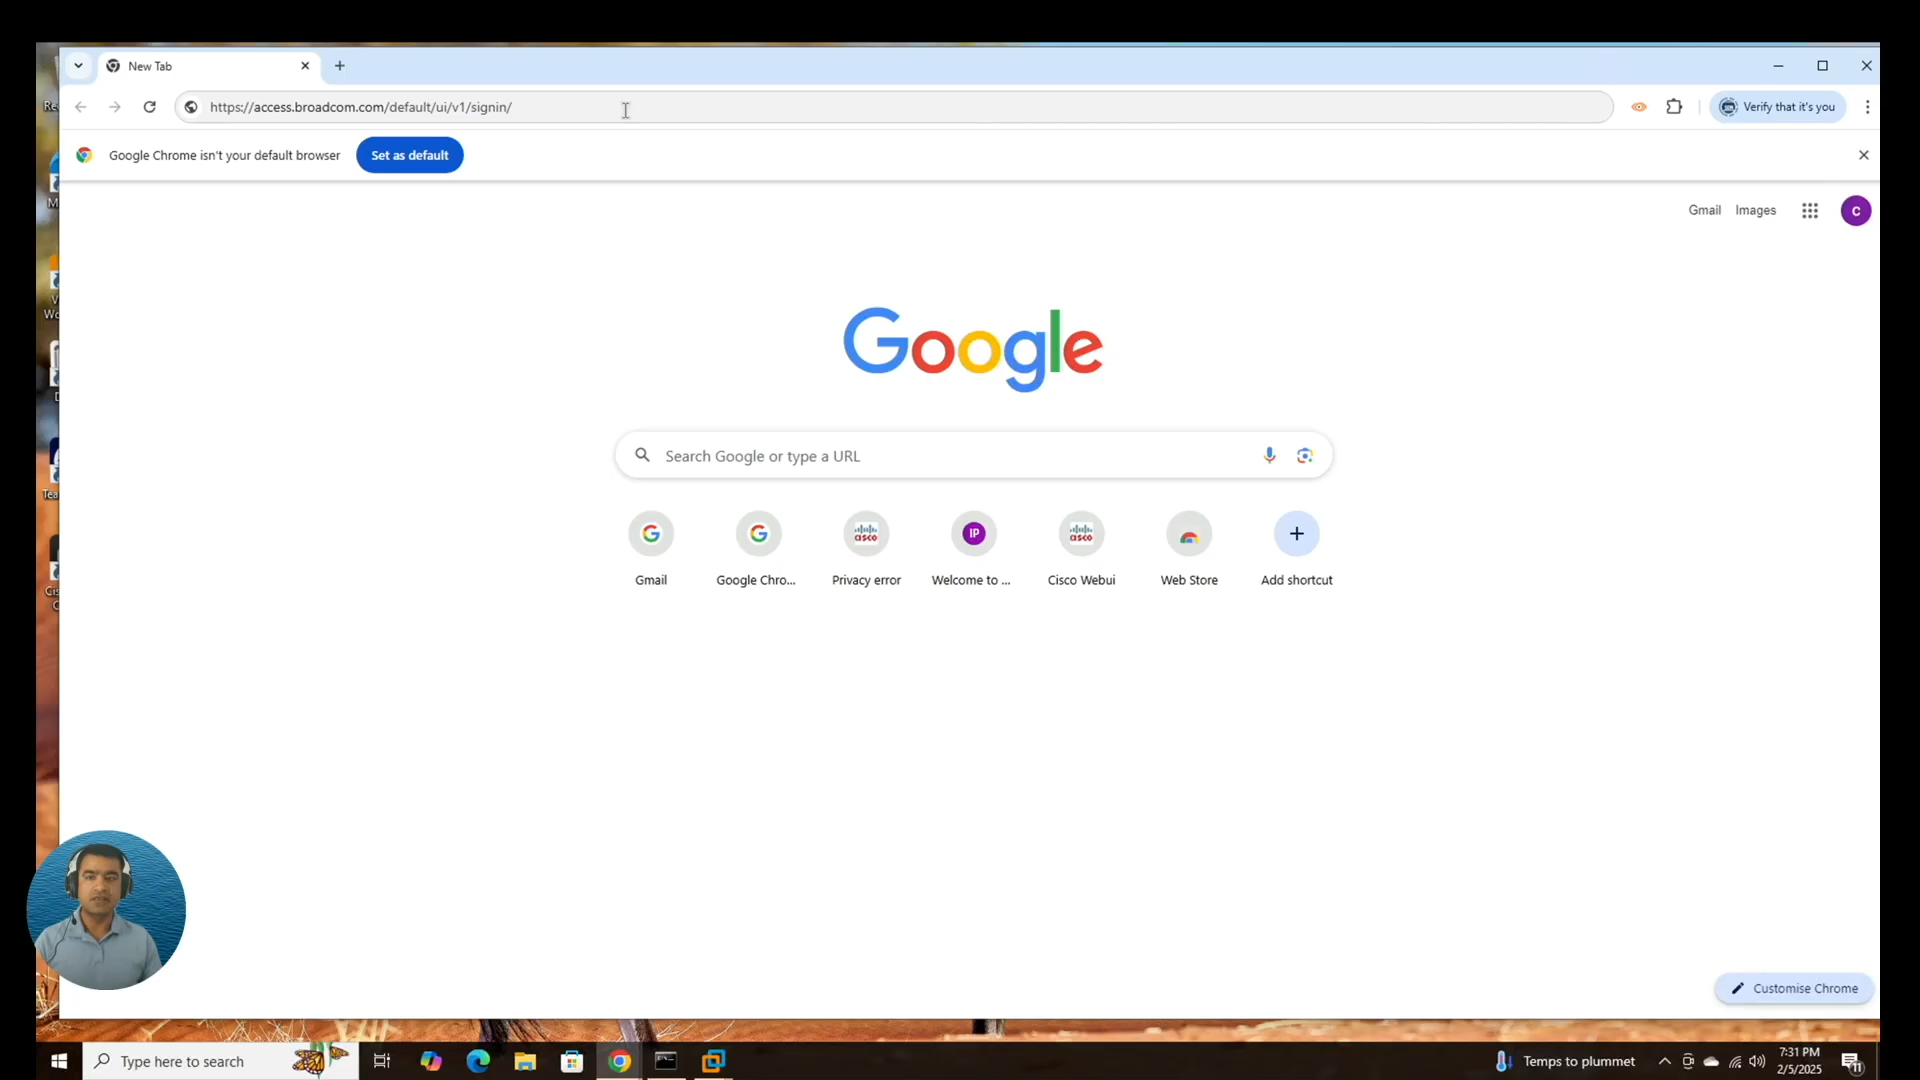 New Tab
https://access.broadcom.com/default/ui/v1/signin/
Verify that it's you
Google Chrome isn't your default browser
Set as default
Gmail
Images
C
Google
Search Google or type a URL
IP
Gmail
Google Chro...
Privacy error
Welcome to ...
Cisco Webui
Web Store
Add shortcut
Customise Chrome
Type here to search
Temps to plummet
7:31 PM
2/5/2025